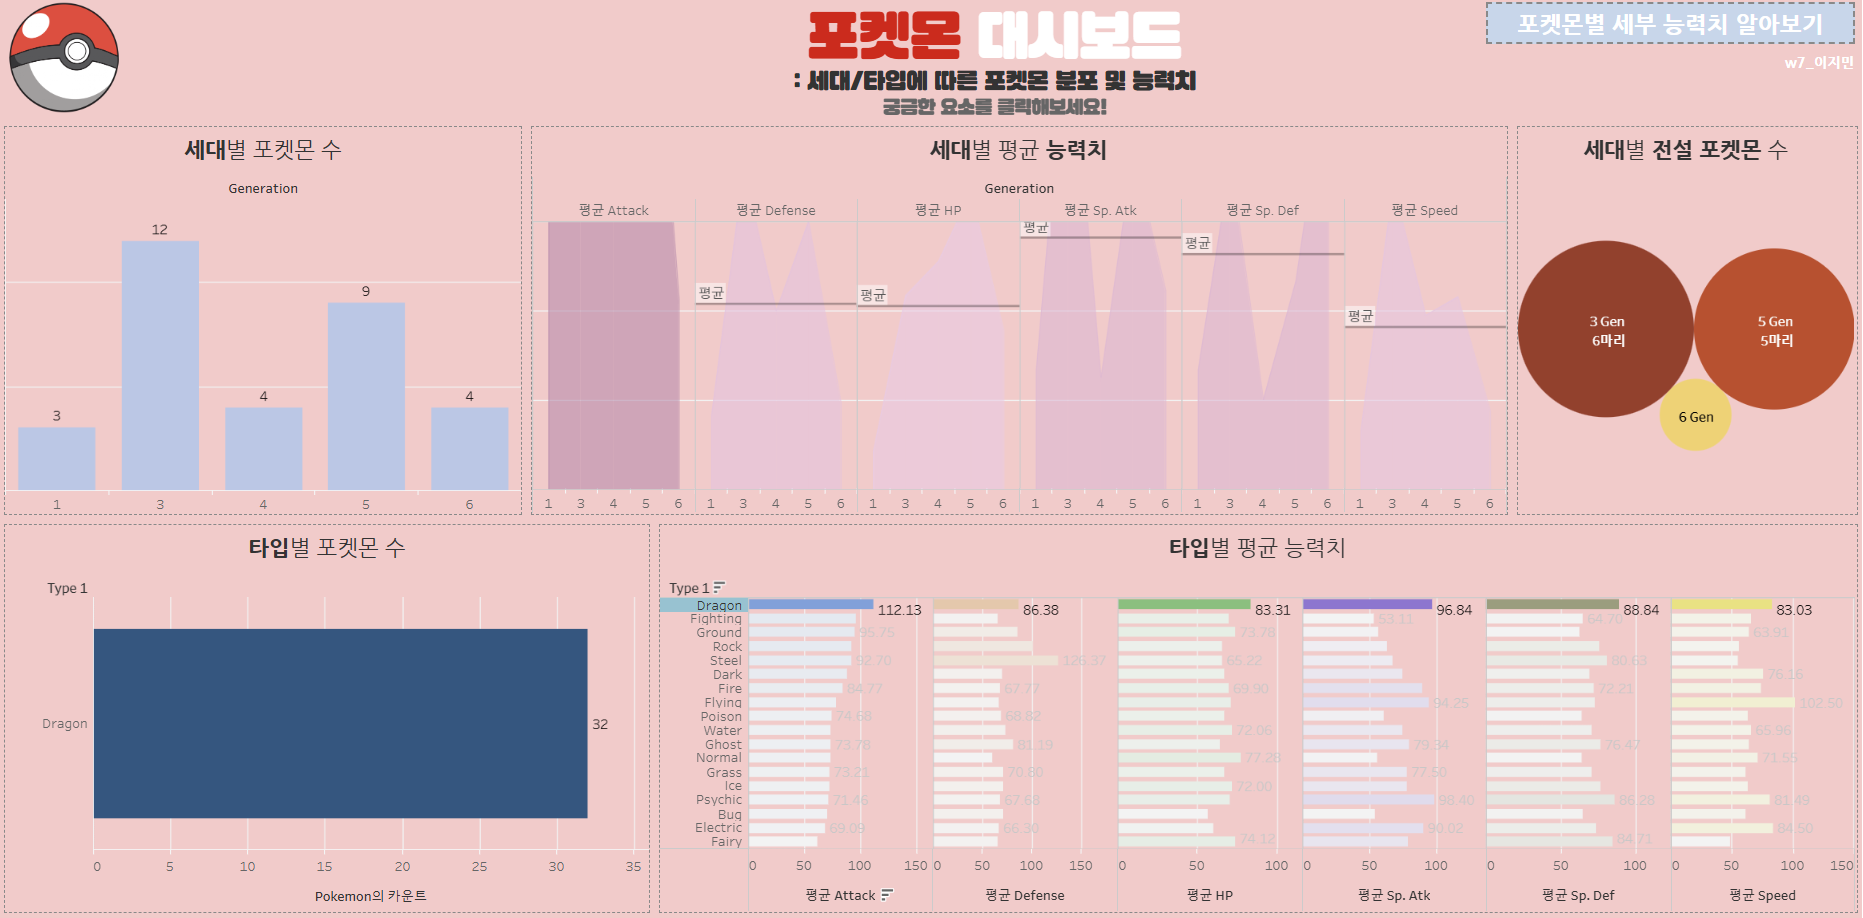 포켓몬 대시보드
: 세대/타입에 따른 포켓몬 분포 및 능력치
궁금한 요소를 클릭해보세요!
포켓몬별 세부 능력치 알아보기
w7_이지민
세대별 포켓몬 수
Generation
12
9
4
4
3
1 3 4 5 6
세대별 평균 능력치
Generation
평균 Attack 평균 Defense 평균 HP 평균 Sp. Atk 평균 Sp. Def 평균 Speed
평균
평균
평균
평균
평균
1 3 4 5 6 1 3 4 5 6 1 3 4 5 6 1 3 4 5 6 1 3 4 5 6 1 3 4 5 6
세대별 전설 포켓몬 수
3 Gen
6마리
5 Gen
5마리
6 Gen
타입별 포켓몬 수
Type 1
Dragon 32
0 5 10 15 20 25 30 35
Pokemon의 카운트
타입별 평균 능력치
Type 1
Dragon 112.13 86.38 83.31 96.84 88.84 83.03
Fighting 53.11 64.70
Ground 95.75 73.78 63.91
Rock
Steel 92.70 126.37 65.22 80.63
Dark 76.16
Fire 84.77 67.77 69.90 72.21
Flying 94.25 102.50
Poison 74.68 68.82
Water 72.06 65.96
Ghost 73.78 81.19 79.34 76.47
Normal 77.28 71.55
Grass 73.21 70.80 77.50
Ice 72.00
Psychic 71.46 67.68 98.40 86.28 81.49
Bug
Electric 69.09 66.30 90.02 84.50
Fairy 74.12 84.71
0 50 100 150 0 50 100 150 0 50 100 0 50 100 0 50 100 0 50 100 150
평균 Attack 평균 Defense 평균 HP 평균 Sp. Atk 평균 Sp. Def 평균 Speed